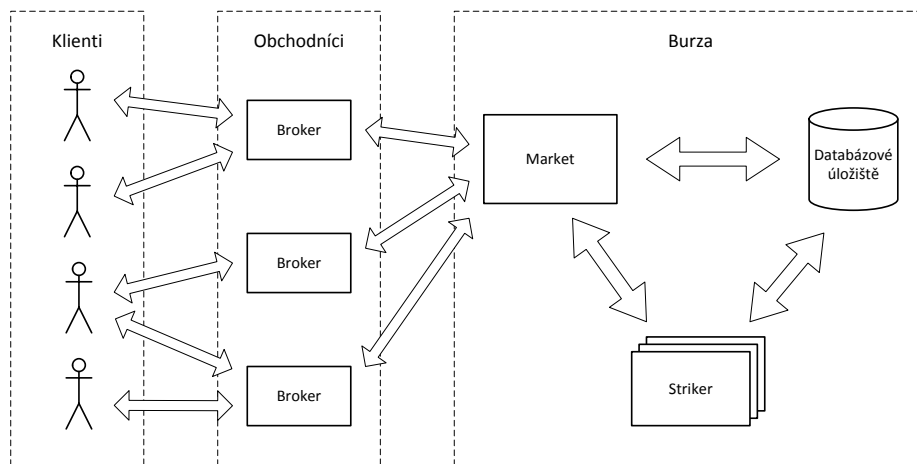 Klienti
Obchodníci
Burza
Broker
Market
Databázové
úložiště
Broker
Broker
Striker